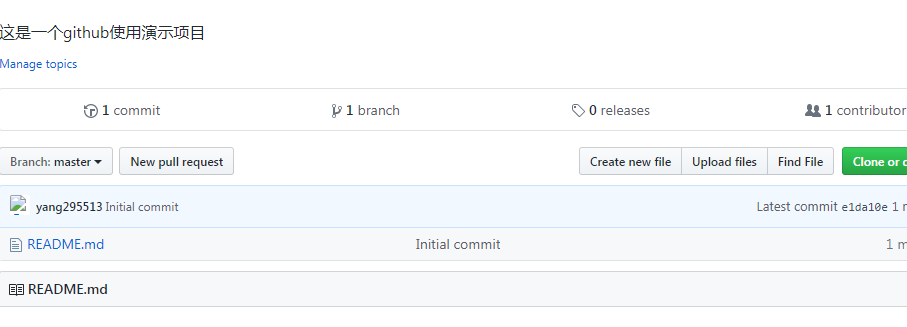 这是一个github使用演示项目
Manage topics
1 commit 1 branch 0 releases 1 contributor
Branch: master New pull request Create new file Upload files Find File Clone or
yang295513 Initial commit Latest commit e1da10e 1
README.md Initial commit 1
README.md